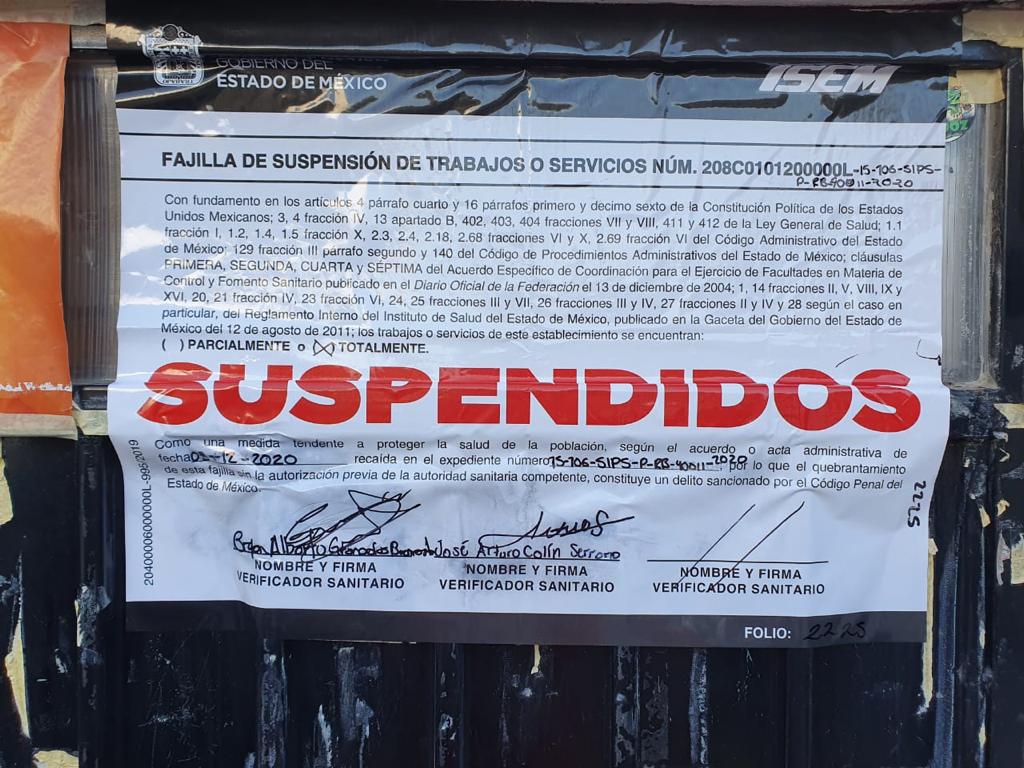 GOBIERNO DEL
ESTADO DE MÉXICO
ISEM
FAJILLA DE SUSPENSIÓN DE TRABAJOS O SERVICIOS NÚM. 208C0101200000L-15-106-SIPS-
P-RB-40011-2020
Con fundamento en los artículos 4 párrafo cuarto y 16 párrafos primero y decimo sexto de la Constitución Política de los Estados
Unidos Mexicanos; 3, 4 fracción IV, 13 apartado B, 402, 403, 404 fracciones VII y VIII, 411 y 412 de la Ley General de Salud; 1.1
fracción I, 1.2, 1.4, 1.5 fracción X, 2.3, 2.4, 2.18, 2.68 fracciones VI y X, 2.69 fracción VI del Código Administrativo del Estado
de México; 129 fracción III párrafo segundo y 140 del Código de Procedimientos Administrativos del Estado de México; cláusulas
PRIMERA, SEGUNDA, CUARTA y SÉPTIMA del Acuerdo Específico de Coordinación para el Ejercicio de Facultades en Materia de
Control y Fomento Sanitario publicado en el Diario Oficial de la Federación el 13 de diciembre de 2004; 1, 14 fracciones II, V, VIII, IX y
XVI, 20, 21 fracción IV, 23 fracción VI, 24, 25 fracciones III y VII, 26 fracciones III y IV, 27 fracciones II y IV y 28 según el caso en
particular, del Reglamento Interno del Instituto de Salud del Estado de México, publicado en la Gaceta del Gobierno del Estado de
México del 12 de agosto de 2011; los trabajos o servicios de este establecimiento se encuentran:
( ) PARCIALMENTE o (X) TOTALMENTE.
SUSPENDIDOS
Como una medida tendente a proteger la salud de la población, según el acuerdo o acta administrativa de
fecha 03-12-2020 recaída en el expediente número 15-106-SIPS-P-RB-40011-2020, por lo que el quebrantamiento
de esta fajilla sin la autorización previa de la autoridad sanitaria competente, constituye un delito sancionado por el Código Penal del
Estado de México.
Alberto Granados José Arturo Colín Serrano
NOMBRE Y FIRMA NOMBRE Y FIRMA NOMBRE Y FIRMA
VERIFICADOR SANITARIO VERIFICADOR SANITARIO VERIFICADOR SANITARIO
FOLIO: 2225
2225
2040000600000L-995/2019